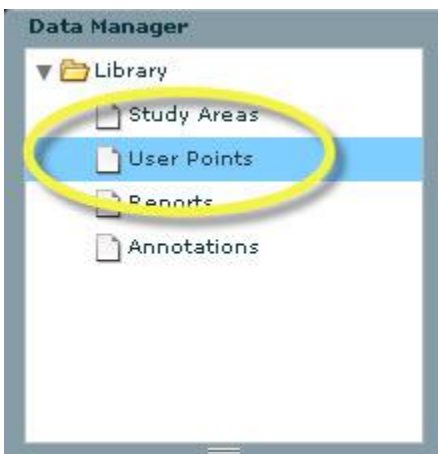 Data Manager
Library
Study Areas
User Points
Reports
Annotations